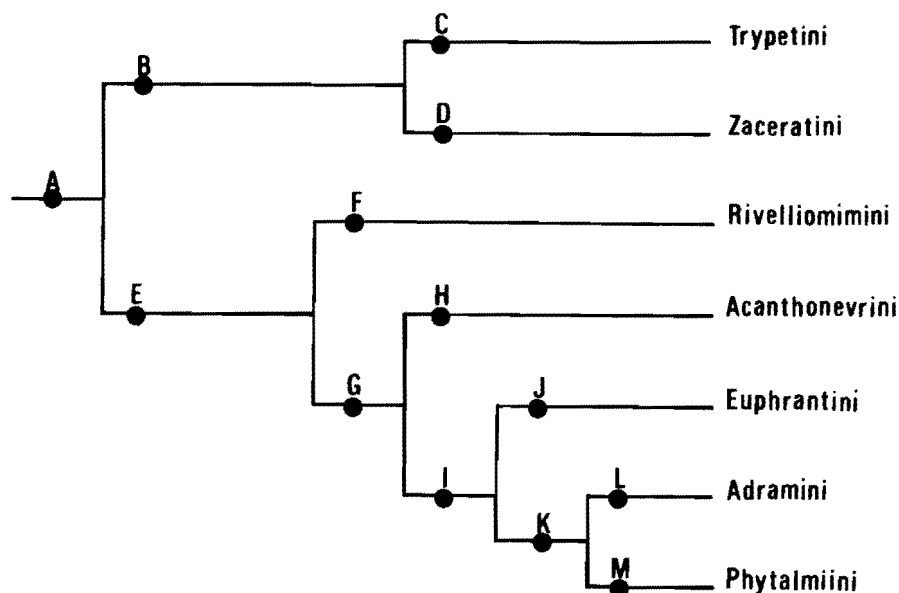 C
Trypetini
B
D
Zaceratini
A
F
Rivelliomimini
E
H
Acanthonevrini
G
J
Euphrantini
I
L
Adramini
K
M
Phytalmiini